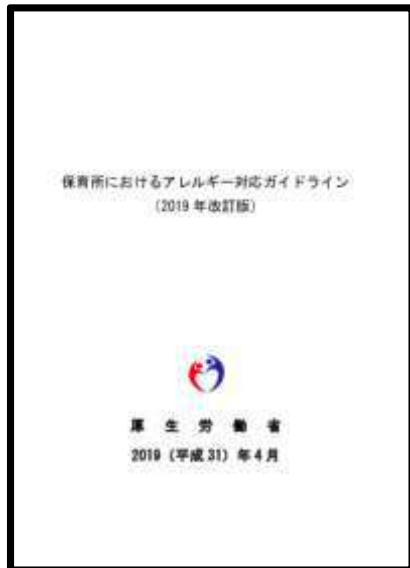 保育所におけるアレルギー対応ガイドライン
（2019 年改訂版）
厚 生 労 働 省
2019（平成 31）年 4 月